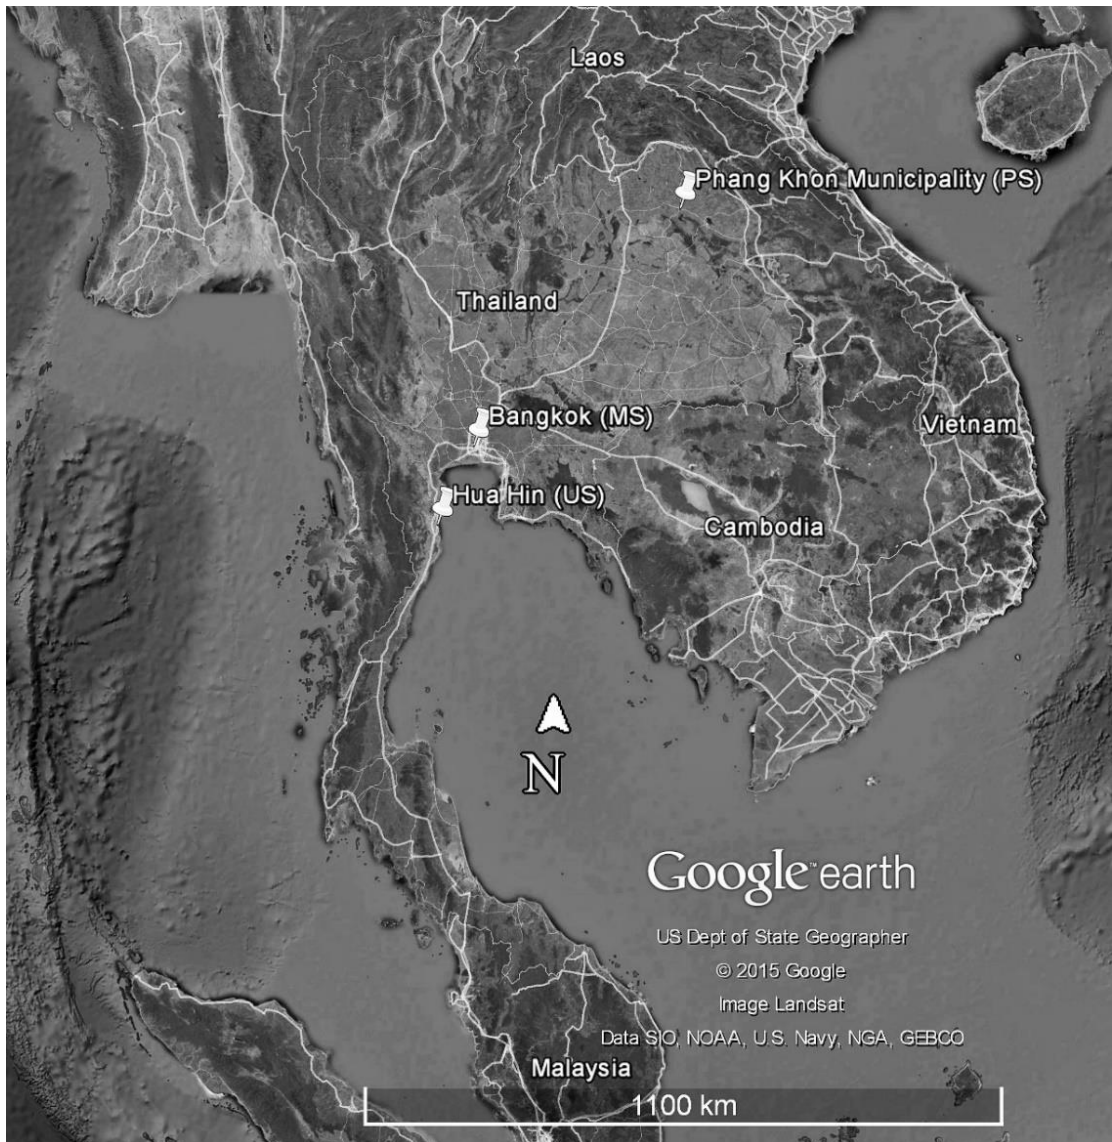 Laos
Phang Khon Municipality (PS)
Thailand
Bangkok (MS)
Vietnam
Hua Hin (US)
Cambodia
N
Google™ earth
US Dept of State Geographer
© 2015 Google
Image Landsat
Data SIO, NOAA, U.S. Navy, NGA, GEBCO
Malaysia
1100 km